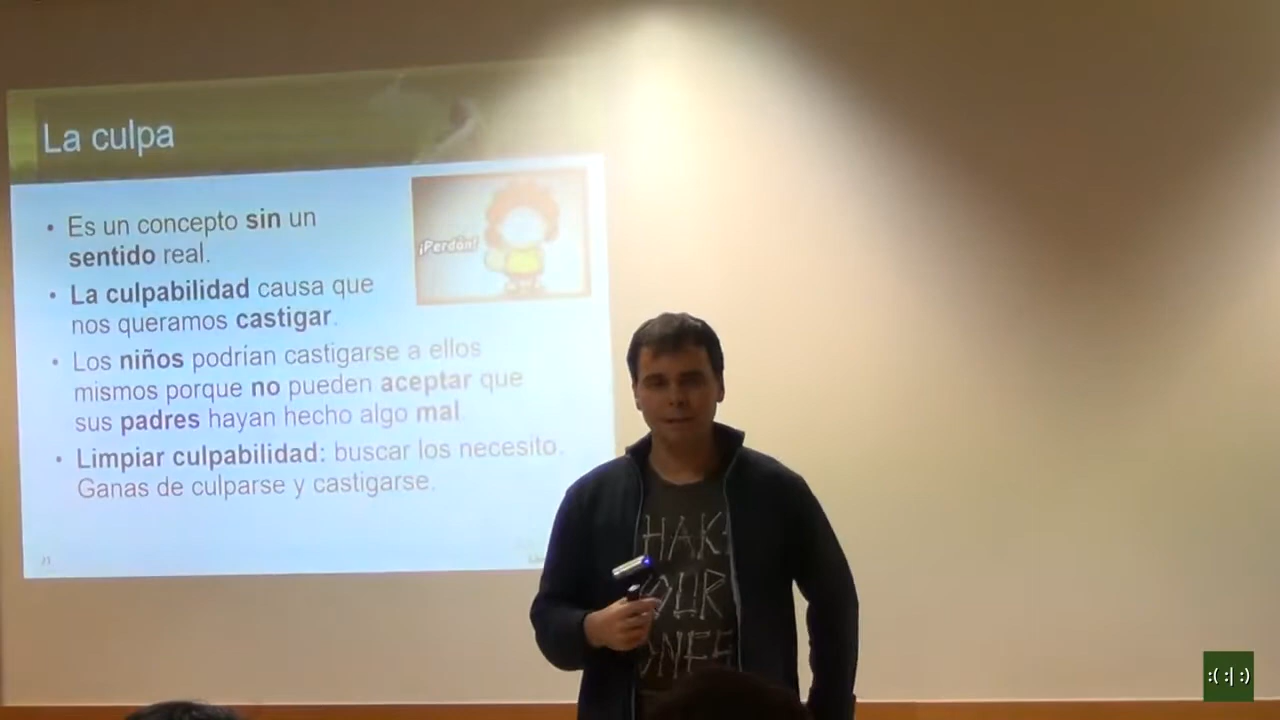 La culpa
• Es un concepto sin un
sentido real.
¡Perdón!
• La culpabilidad causa que
nos queramos castigar.
• Los niños podrían castigarse a ellos
mismos porque no pueden aceptar que
sus padres hayan hecho algo mal.
• Limpiar culpabilidad: buscar los necesito.
Ganas de culparse y castigarse.
HAK
OUR
:( :| :)